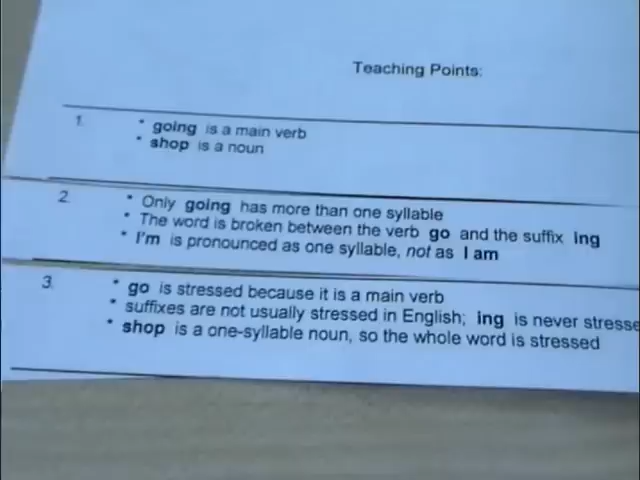 Teaching Points:
1. * going is a main verb
* shop is a noun
2. * Only going has more than one syllable
* The word is broken between the verb go and the suffix ing
* I'm is pronounced as one syllable, not as I am
3. * go is stressed because it is a main verb
* suffixes are not usually stressed in English; ing is never stresse
* shop is a one-syllable noun, so the whole word is stressed